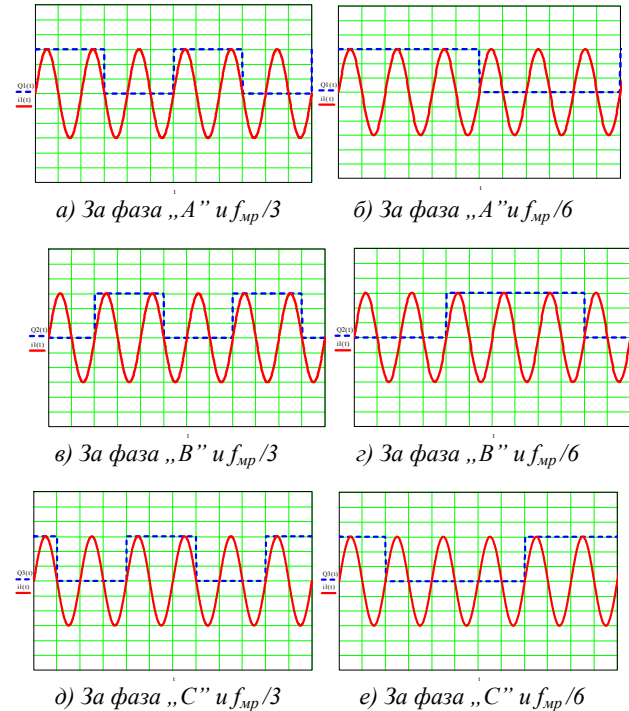 Q1(t)
i1(t)
t
Q1(t)
i1(t)
t
а) За фаза „А” и fмр/3
б) За фаза „А”и fмр/6
Q2(t)
i1(t)
t
Q2(t)
i1(t)
t
в) За фаза „В” и fмр/3
г) За фаза „В” и fмр/6
Q3(t)
i1(t)
t
Q3(t)
i1(t)
t
д) За фаза „С” и fмр/3
е) За фаза „С” и fмр/6